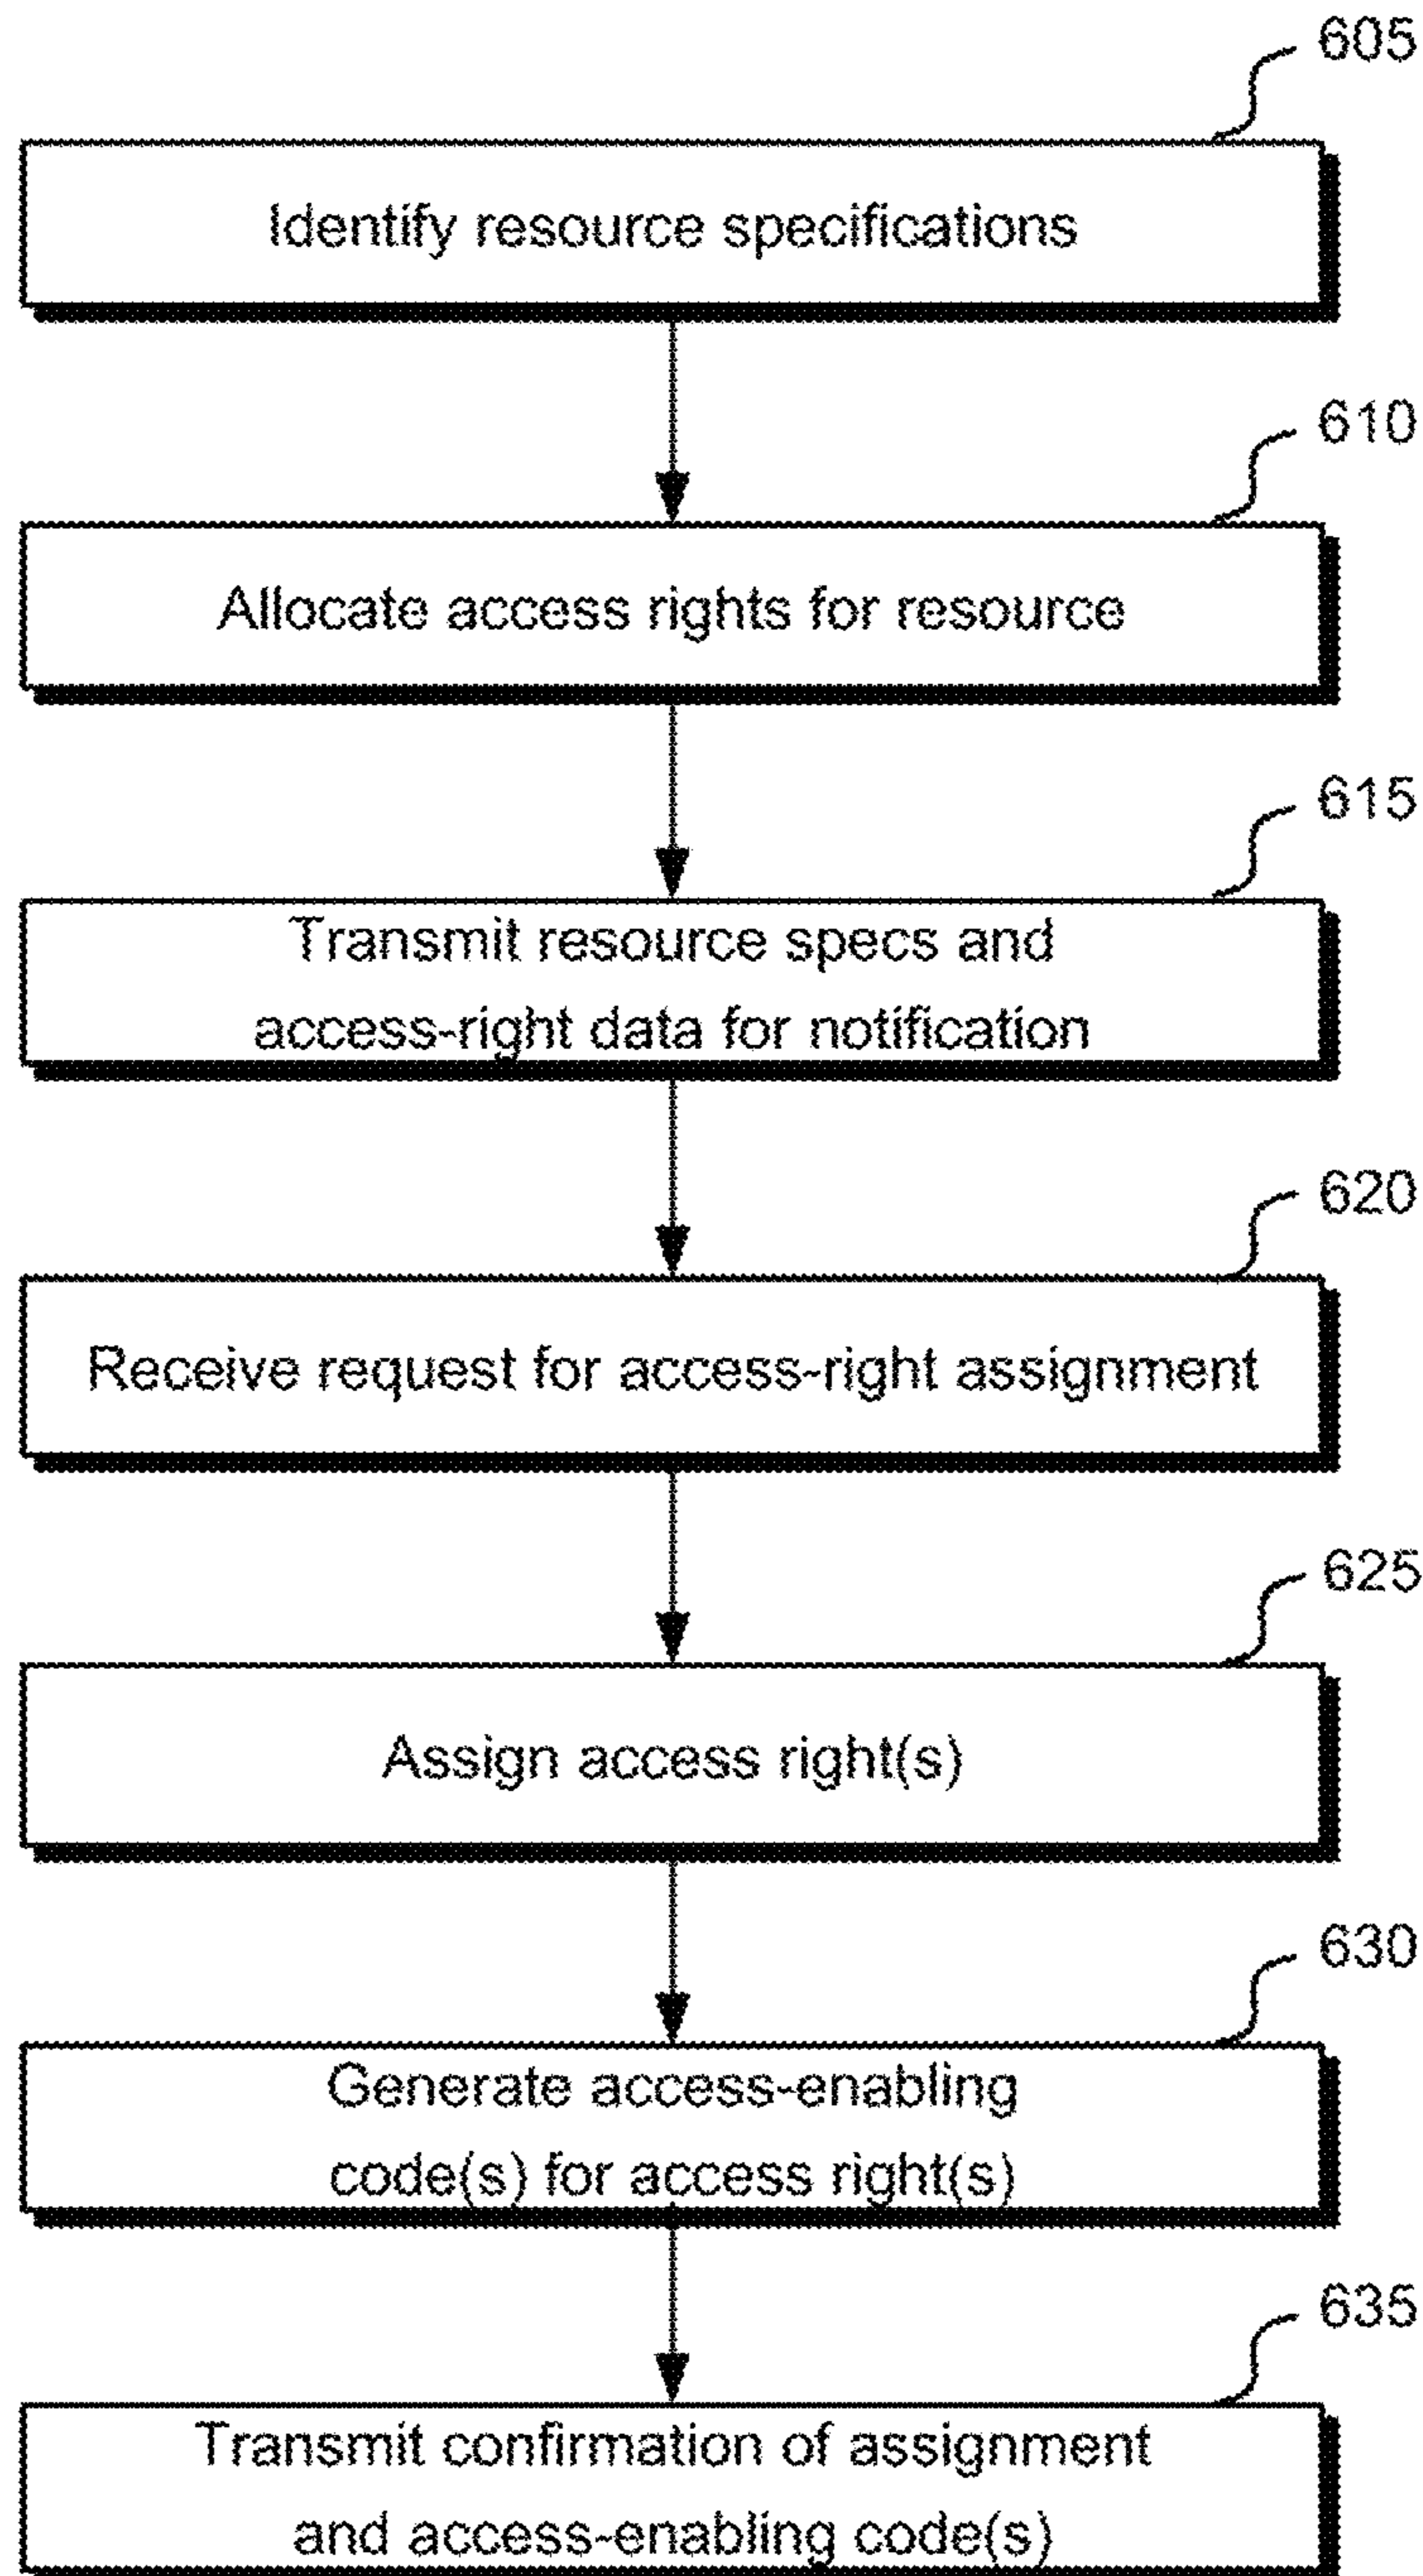 605
Identify resource specifications
610
Allocate access rights for resource
615
Transmit resource specs and
access-right data for notification
620
Receive request for access-right assignment
625
Assign access right(s)
630
Generate access-enabling
code(s) for access right(s)
635
Transmit confirmation of assignment
and access-enabling code(s)